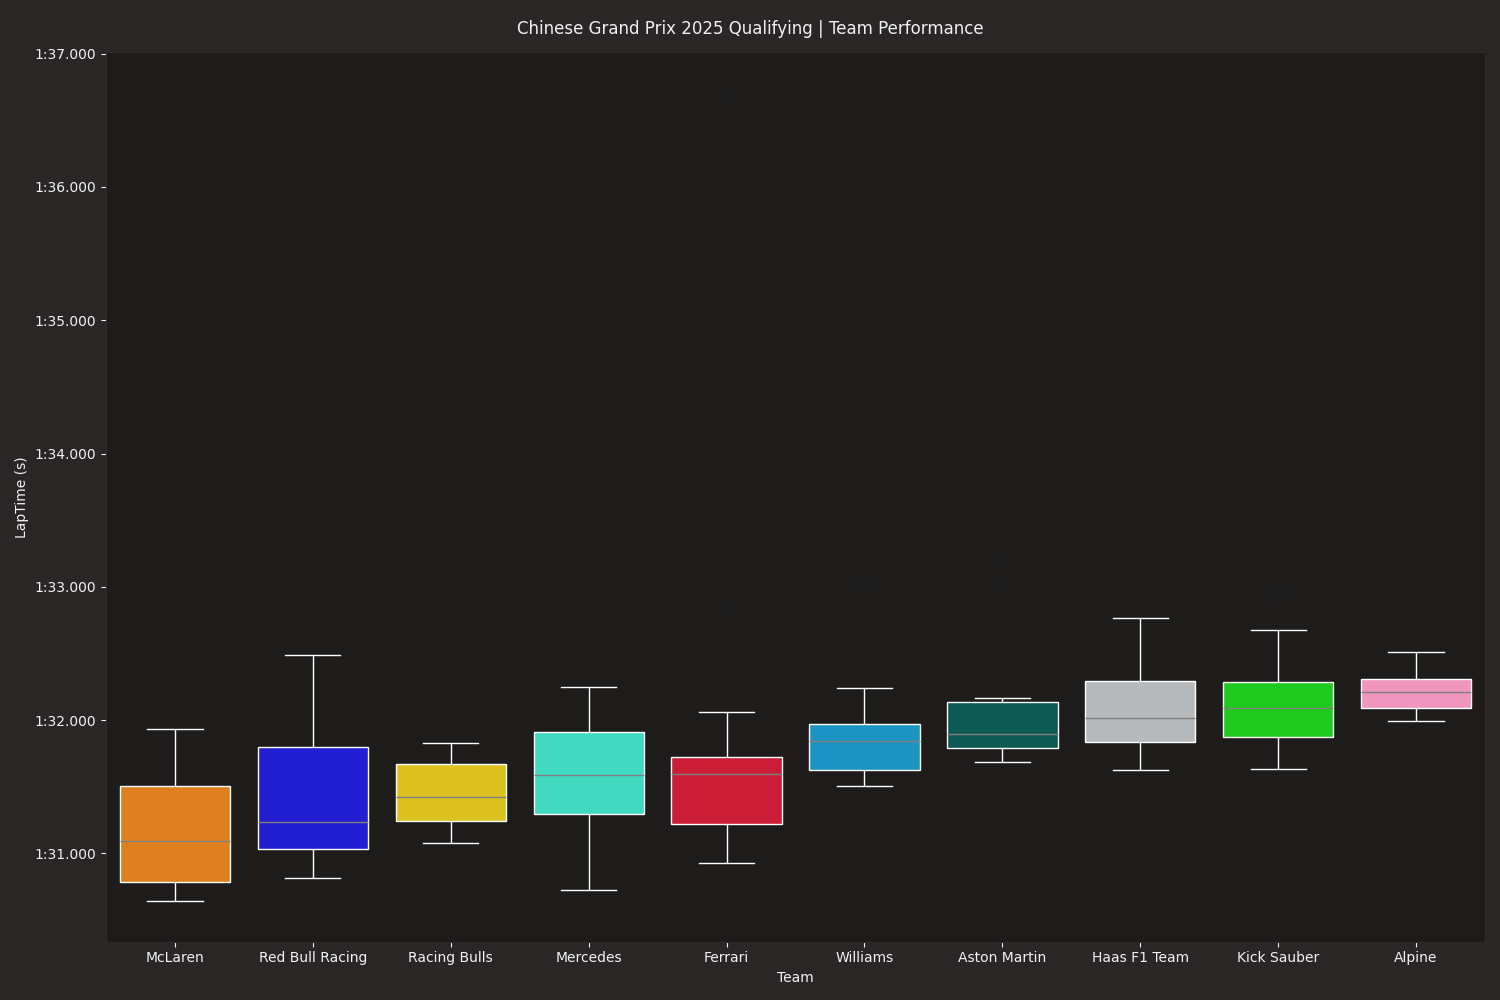 Chinese Grand Prix 2025 Qualifying | Team Performance
1:37.000
1:36.000
1:35.000
1:34.000
1:33.000
1:32.000
1:31.000
LapTime (s)
McLaren Red Bull Racing Racing Bulls Mercedes Ferrari Williams Aston Martin Haas F1 Team Kick Sauber Alpine
Team